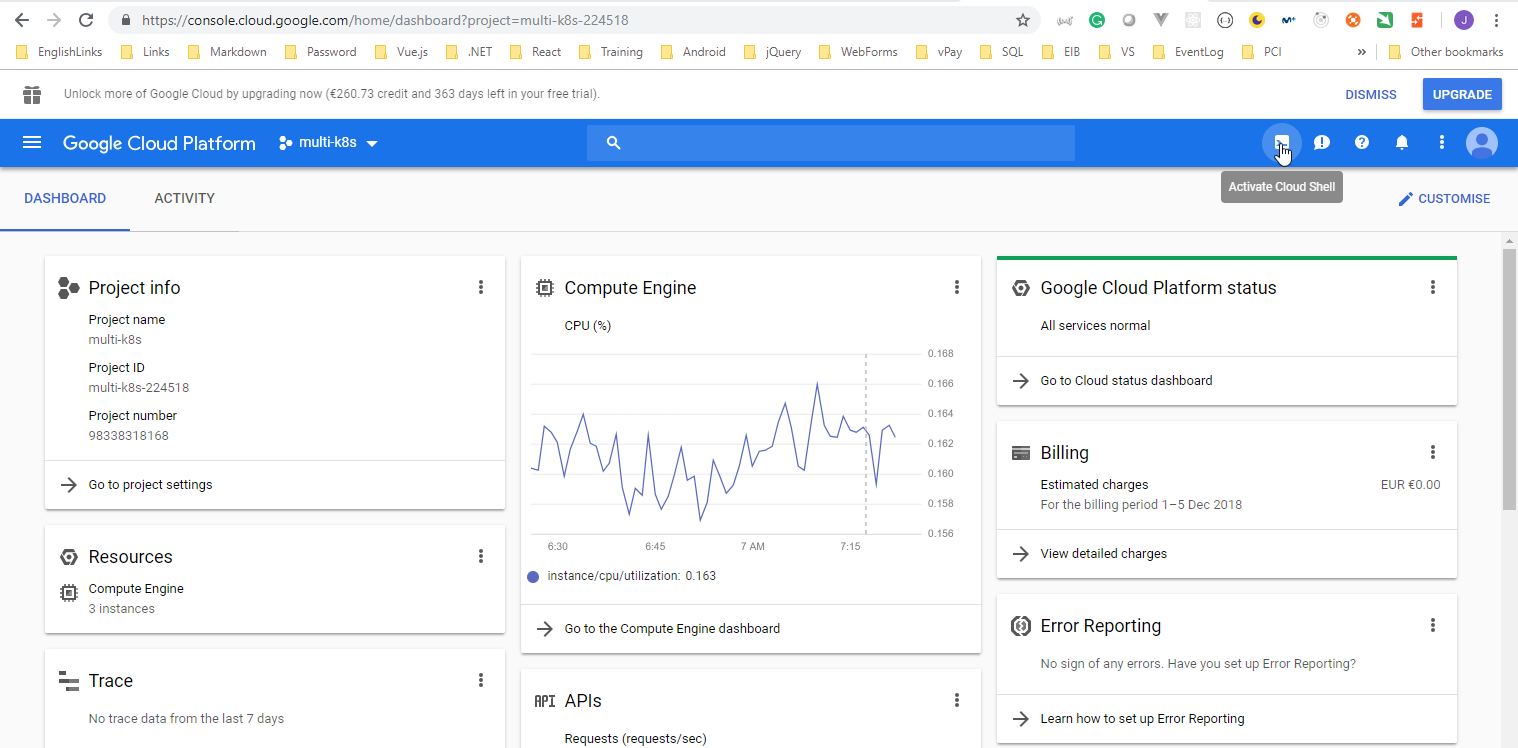 https://console.cloud.google.com/home/dashboard?project=multi-k8s-224518
J
EnglishLinks Links Markdown Password Vue.js .NET React Training Android jQuery WebForms vPay SQL EIB VS EventLog PCI » Other bookmarks
Unlock more of Google Cloud by upgrading now (€260.73 credit and 363 days left in your free trial). DISMISS UPGRADE
Google Cloud Platform multi-k8s
Activate Cloud Shell
DASHBOARD ACTIVITY CUSTOMISE
Project info
Project name
multi-k8s
Project ID
multi-k8s-224518
Project number
98338318168
Go to project settings
Resources
Compute Engine
3 instances
Trace
No trace data from the last 7 days
Compute Engine
CPU (%)
0.168
0.166
0.164
0.162
0.160
0.158
0.156
6:30 6:45 7 AM 7:15
instance/cpu/utilization: 0.163
Go to the Compute Engine dashboard
API APIs
Requests (requests/sec)
Google Cloud Platform status
All services normal
Go to Cloud status dashboard
Billing
Estimated charges EUR €0.00
For the billing period 1–5 Dec 2018
View detailed charges
Error Reporting
No sign of any errors. Have you set up Error Reporting?
Learn how to set up Error Reporting